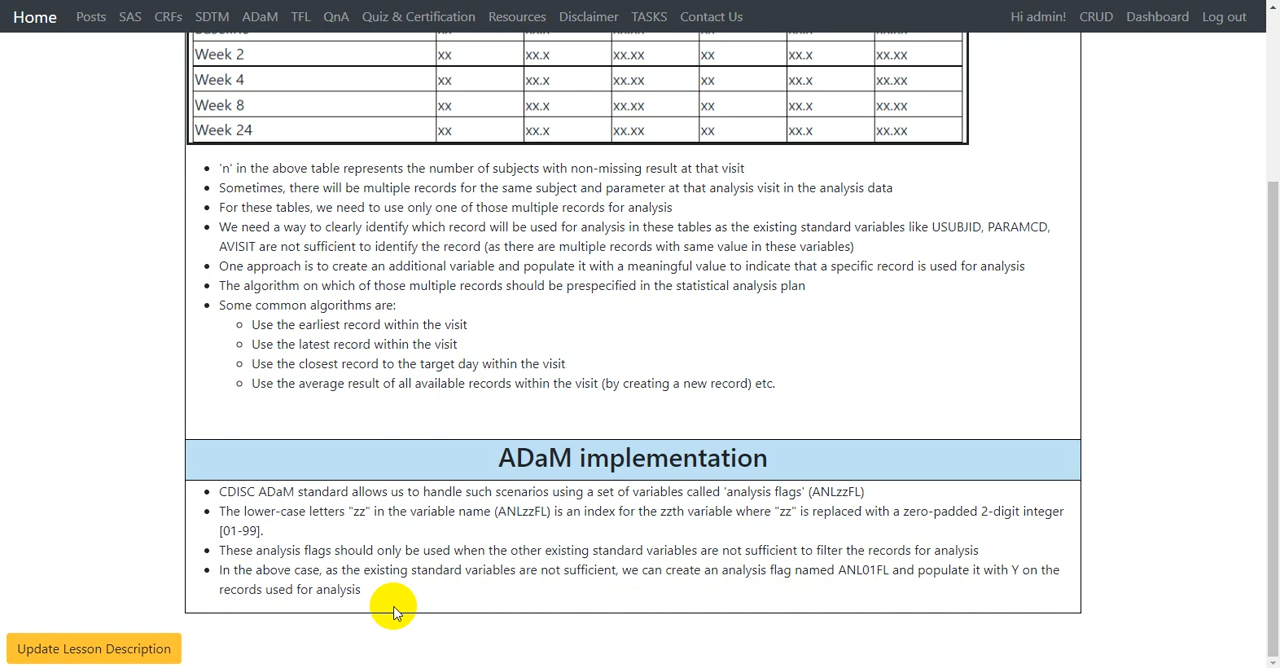 Home Posts SAS CRFs SDTM ADaM TFL QnA Quiz & Certification Resources Disclaimer TASKS Contact Us Hi admin! CRUD Dashboard Log out
Week 2 xx xx.x xx.xx xx xx.x xx.xx
Week 4 xx xx.x xx.xx xx xx.x xx.xx
Week 8 xx xx.x xx.xx xx xx.x xx.xx
Week 24 xx xx.x xx.xx xx xx.x xx.xx
'n' in the above table represents the number of subjects with non-missing result at that visit
Sometimes, there will be multiple records for the same subject and parameter at that analysis visit in the analysis data
For these tables, we need to use only one of those multiple records for analysis
We need a way to clearly identify which record will be used for analysis in these tables as the existing standard variables like USUBJID, PARAMCD,
AVISIT are not sufficient to identify the record (as there are multiple records with same value in these variables)
One approach is to create an additional variable and populate it with a meaningful value to indicate that a specific record is used for analysis
The algorithm on which of those multiple records should be prespecified in the statistical analysis plan
Some common algorithms are:
Use the earliest record within the visit
Use the latest record within the visit
Use the closest record to the target day within the visit
Use the average result of all available records within the visit (by creating a new record) etc.
ADaM implementation
CDISC ADaM standard allows us to handle such scenarios using a set of variables called 'analysis flags' (ANLzzFL)
The lower-case letters "zz" in the variable name (ANLzzFL) is an index for the zzth variable where "zz" is replaced with a zero-padded 2-digit integer
[01-99].
These analysis flags should only be used when the other existing standard variables are not sufficient to filter the records for analysis
In the above case, as the existing standard variables are not sufficient, we can create an analysis flag named ANL01FL and populate it with Y on the
records used for analysis
Update Lesson Description